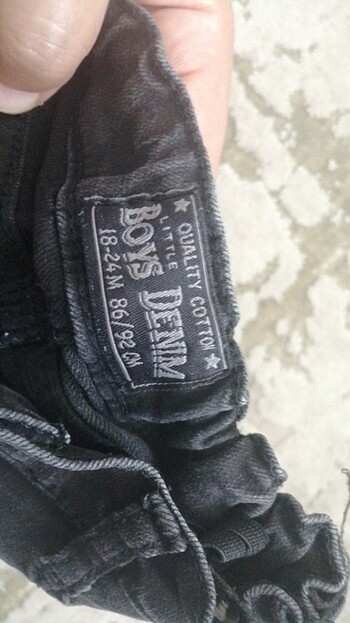 ★ QUALITY COTTON ★
LITTLE
BOYS DENIM
18-24M 86/92 CM